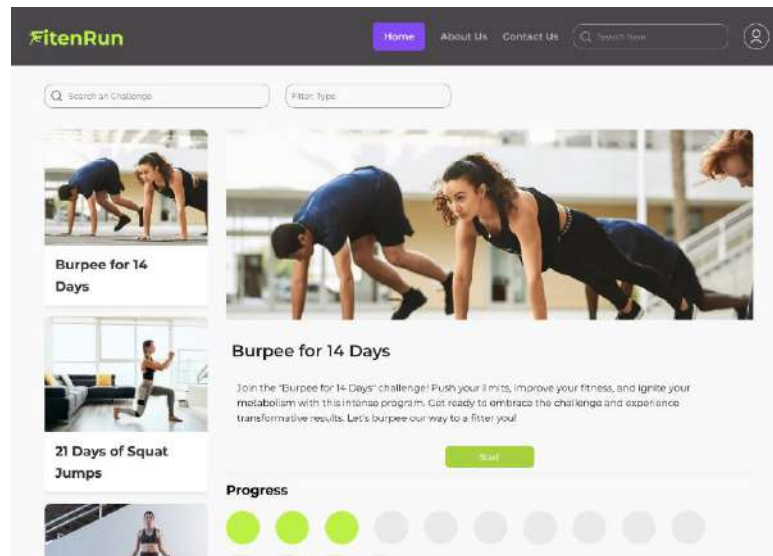 FitenRun
Home
About Us
Contact Us
Search here
Search an Challenge
Filter: Type
Burpee for 14
Days
21 Days of Squat
Jumps
Burpee for 14 Days
Join the "Burpee for 14 Days" challenge! Push your limits, improve your fitness, and ignite your
metabolism with this intense program. Get ready to embrace the challenge and experience
transformative results. Let's burpee our way to a fitter you!
Start
Progress